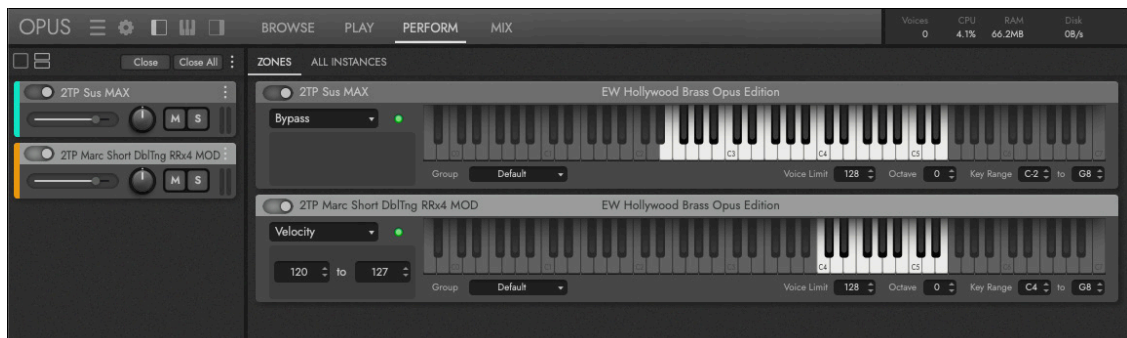 OPUS BROWSE PLAY PERFORM MIX Voices CPU RAM Disk
0 4.1% 66.2MB 0B/s
Close Close All ZONES ALL INSTANCES
2TP Sus MAX
M S
2TP Marc Short DblTng RRx4 MOD
M S
2TP Sus MAX EW Hollywood Brass Opus Edition
Bypass
C3 C4 C5
Group Default Voice Limit 128 Octave 0 Key Range C-2 to G8
2TP Marc Short DblTng RRx4 MOD EW Hollywood Brass Opus Edition
Velocity
120 to 127
C4 C5
Group Default Voice Limit 128 Octave 0 Key Range C4 to G8